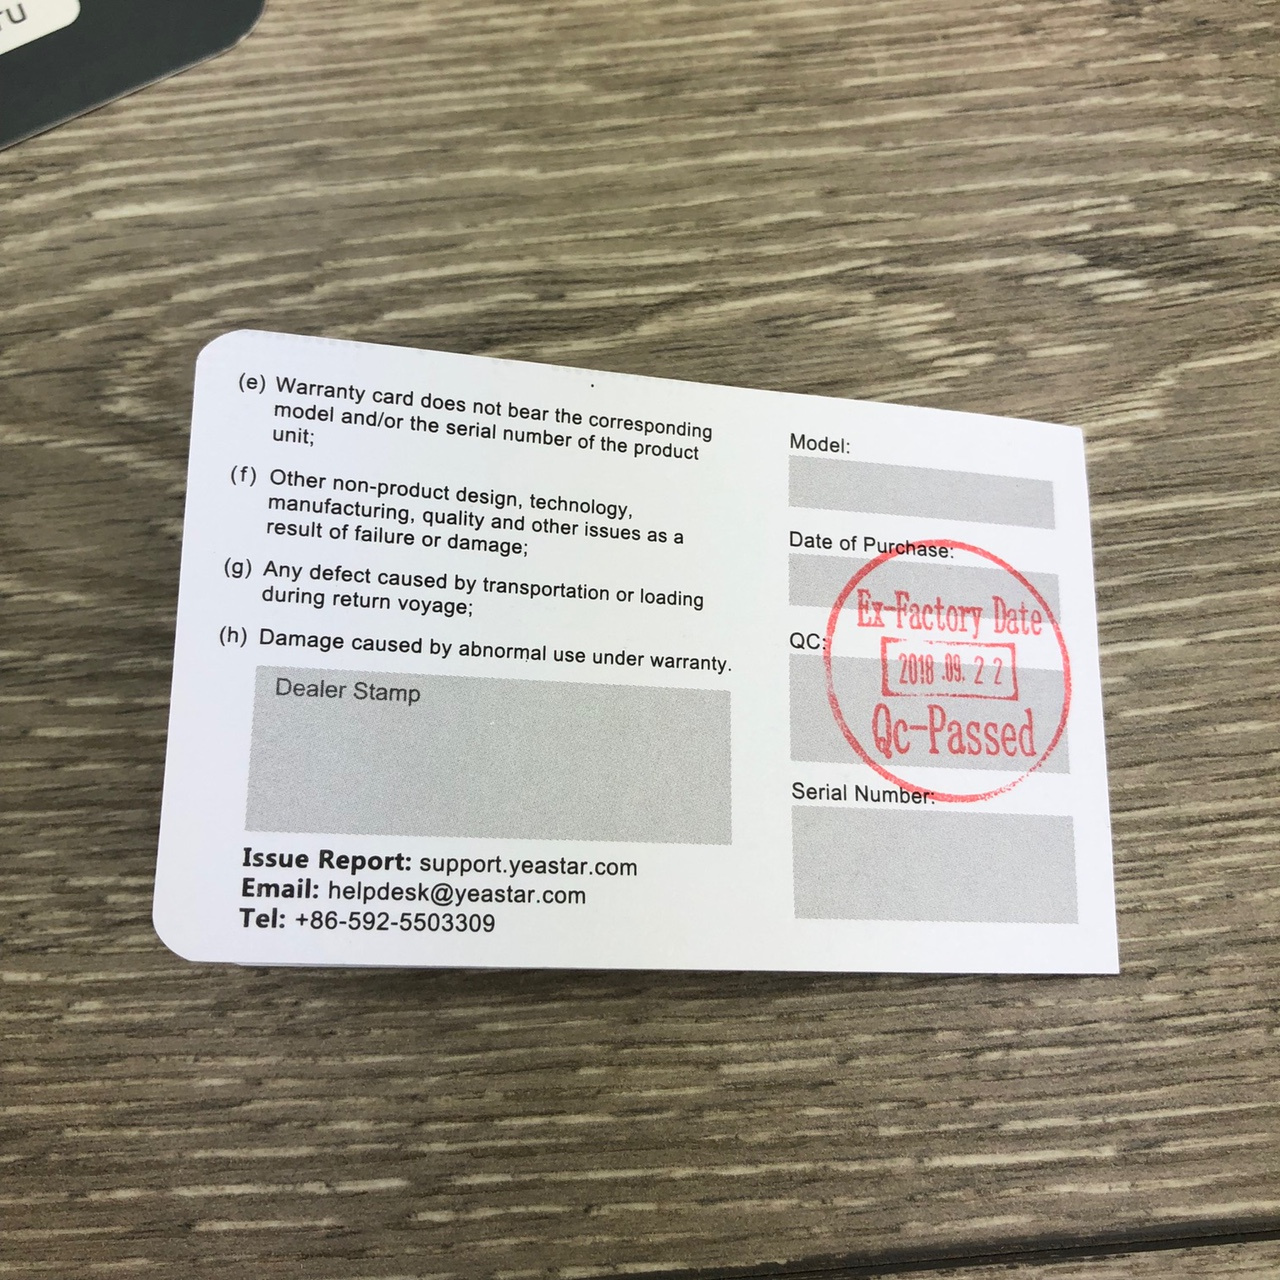 (e) Warranty card does not bear the corresponding
model and/or the serial number of the product
unit;
(f) Other non-product design, technology,
manufacturing, quality and other issues as a
result of failure or damage;
(g) Any defect caused by transportation or loading
during return voyage;
(h) Damage caused by abnormal use under warranty.
Dealer Stamp
Issue Report: support.yeastar.com
Email: helpdesk@yeastar.com
Tel: +86-592-5503309
Model:
Date of Purchase:
QC:
Ex-Factory Date
2018.09.22
Qc-Passed
Serial Number: